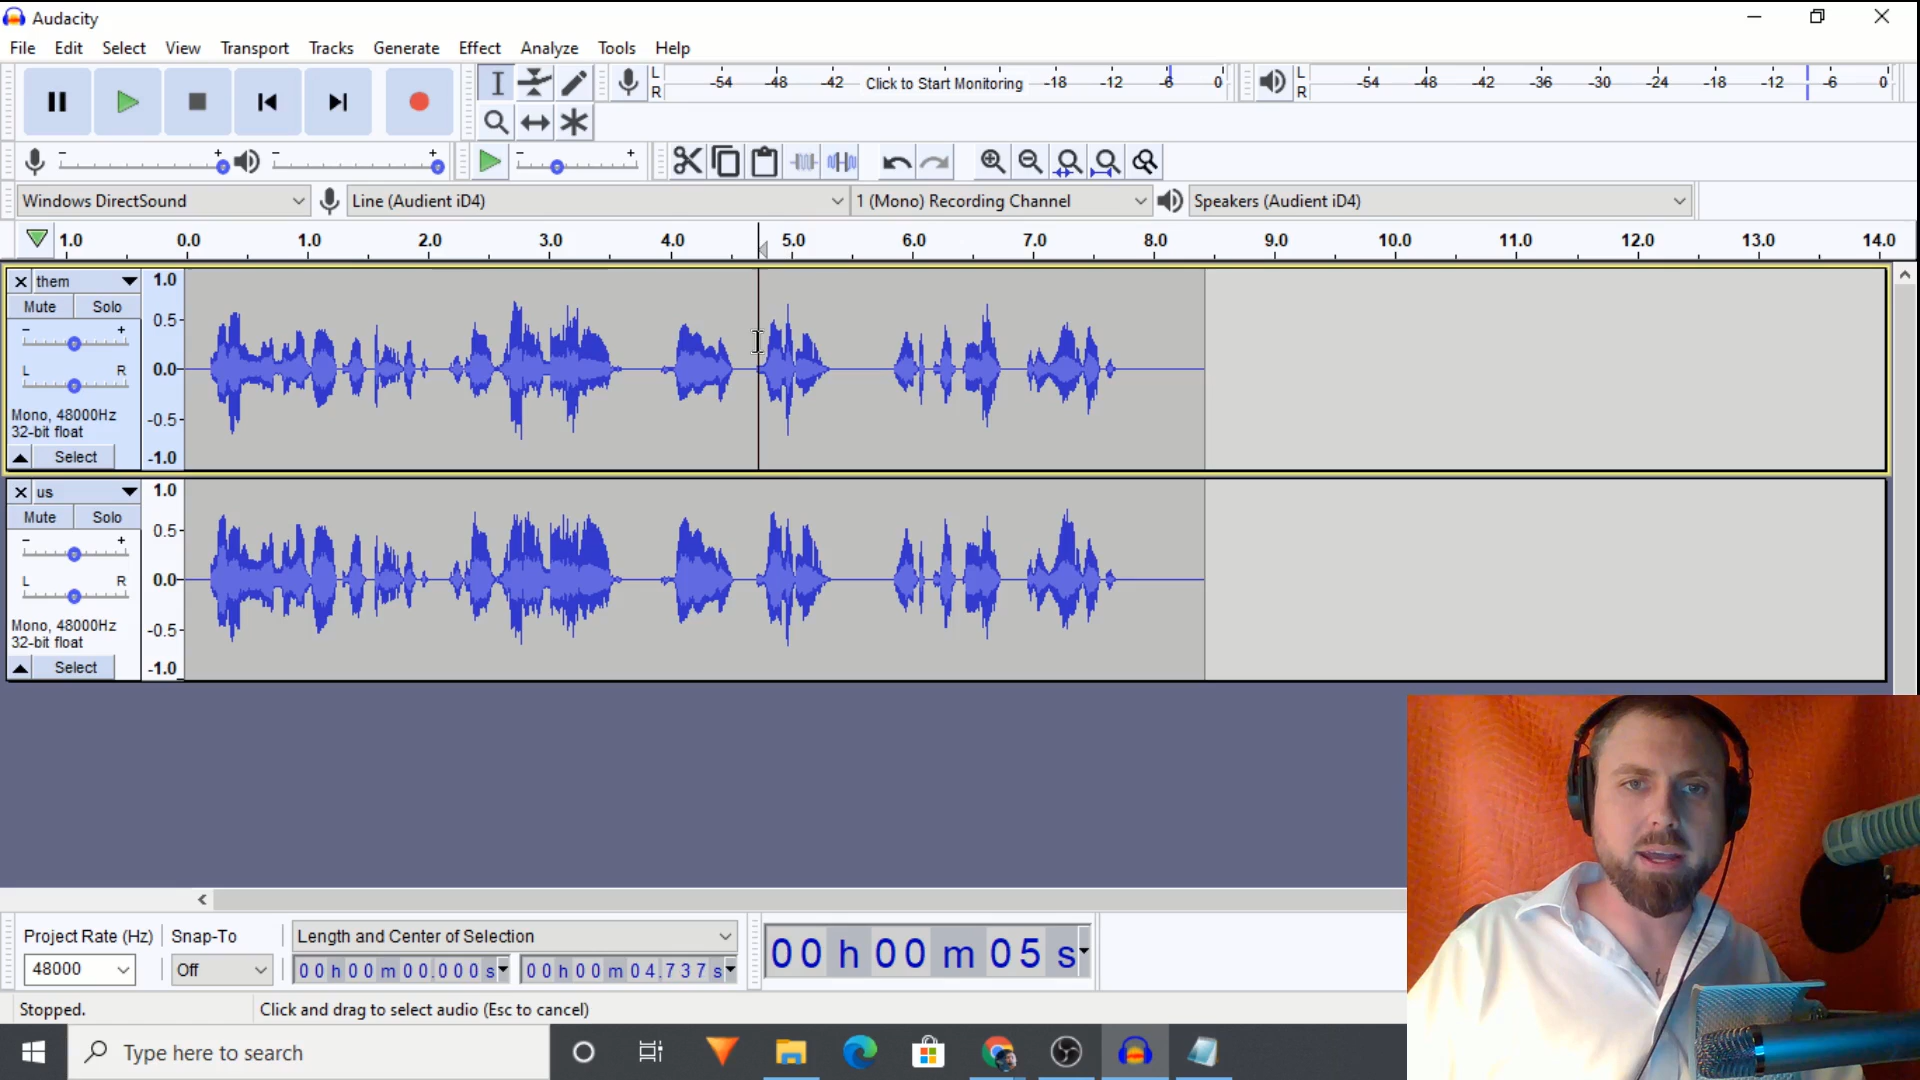 Audacity
File Edit Select View Transport Tracks Generate Effect Analyze Tools Help
L R -54 -48 -42 Click to Start Monitoring -18 -12 -6 0 L R -54 -48 -42 -36 -30 -24 -18 -12 -6 0
Windows DirectSound Line (Audient iD4) 1 (Mono) Recording Channel Speakers (Audient iD4)
1.0 0.0 1.0 2.0 3.0 4.0 5.0 6.0 7.0 8.0 9.0 10.0 11.0 12.0 13.0 14.0
them 1.0
Mute Solo 0.5
- +
L R 0.0
Mono, 48000Hz -0.5
32-bit float
Select -1.0
us 1.0
Mute Solo 0.5
- +
L R 0.0
Mono, 48000Hz -0.5
32-bit float
Select -1.0
Project Rate (Hz) Snap-To Length and Center of Selection
48000 Off 00 h 00 m 00.000 s 00 h 00 m 04.737 s 00 h 00 m 05 s
Stopped. Click and drag to select audio (Esc to cancel)
Type here to search